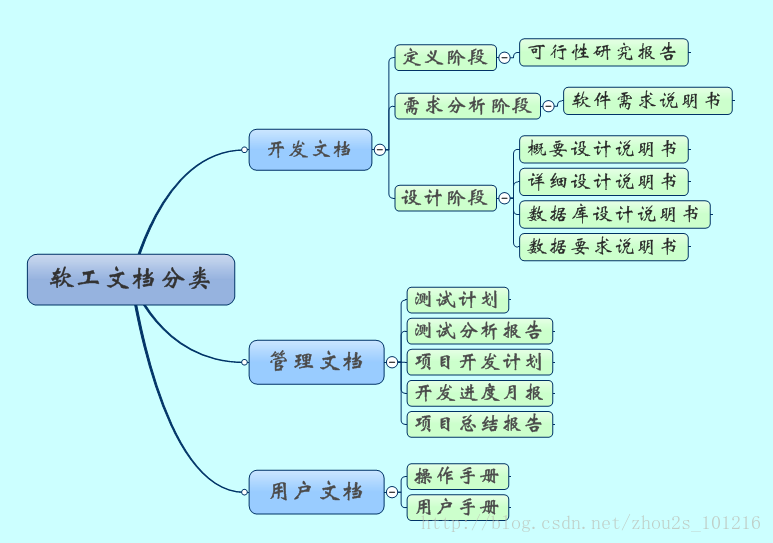 软工文档分类
开发文档
定义阶段
可行性研究报告
需求分析阶段
软件需求说明书
设计阶段
概要设计说明书
详细设计说明书
数据库设计说明书
数据要求说明书
管理文档
测试计划
测试分析报告
项目开发计划
开发进度月报
项目总结报告
用户文档
操作手册
用户手册
http://blog.csdn.net/zhou2s_101216